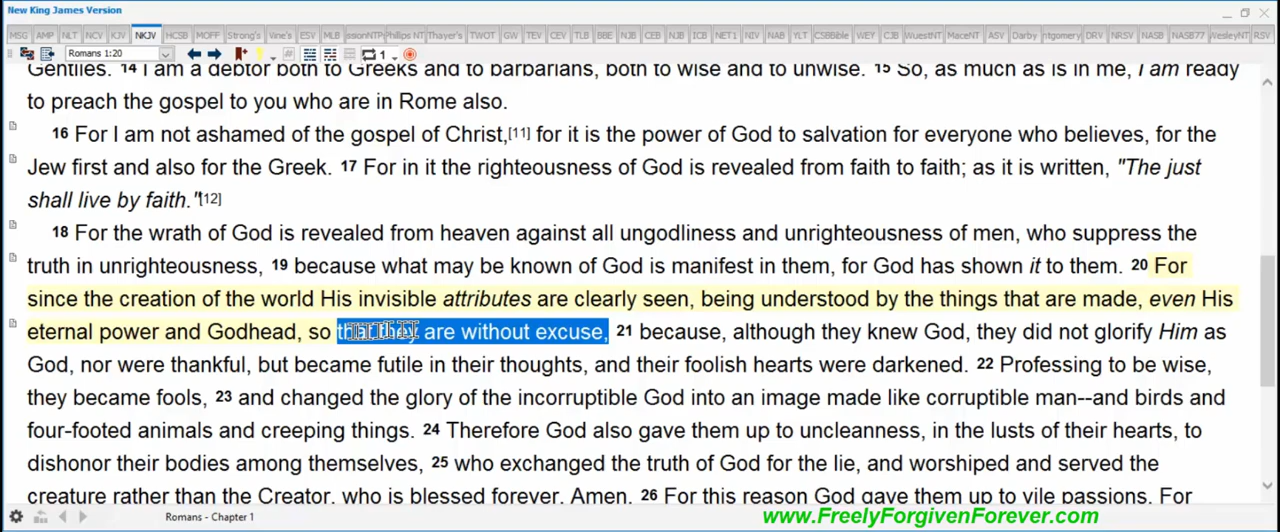 New King James Version
MSG AMP NLT NCV KJV NKJV HCSB MOFF Strong's Vine's ESV MLB Phillips NT Thayer's TWOT GW TEV CEV TLB BBE NJB CEB KJ ICB NET1 NIV NAB YLT CSBBible WEY CJB WuestNT MaceNT ASV Darby ntgomery DRV NRSV NASB NASB77 WesleyNT
Romans 1:20
Gentiles. 14 I am a debtor both to Greeks and to barbarians, both to wise and to unwise. 15 So, as much as is in me, I am ready
to preach the gospel to you who are in Rome also.
16 For I am not ashamed of the gospel of Christ,[11] for it is the power of God to salvation for everyone who believes, for the
Jew first and also for the Greek. 17 For in it the righteousness of God is revealed from faith to faith; as it is written, "The just
shall live by faith."[12]
18 For the wrath of God is revealed from heaven against all ungodliness and unrighteousness of men, who suppress the
truth in unrighteousness, 19 because what may be known of God is manifest in them, for God has shown it to them. 20 For
since the creation of the world His invisible attributes are clearly seen, being understood by the things that are made, even His
eternal power and Godhead, so that they are without excuse, 21 because, although they knew God, they did not glorify Him as
God, nor were thankful, but became futile in their thoughts, and their foolish hearts were darkened. 22 Professing to be wise,
they became fools, 23 and changed the glory of the incorruptible God into an image made like corruptible man--and birds and
four-footed animals and creeping things. 24 Therefore God also gave them up to uncleanness, in the lusts of their hearts, to
dishonor their bodies among themselves, 25 who exchanged the truth of God for the lie, and worshiped and served the
creature rather than the Creator, who is blessed forever. Amen. 26 For this reason God gave them up to vile passions. For
Romans - Chapter 1
www.FreelyForgivenForever.com